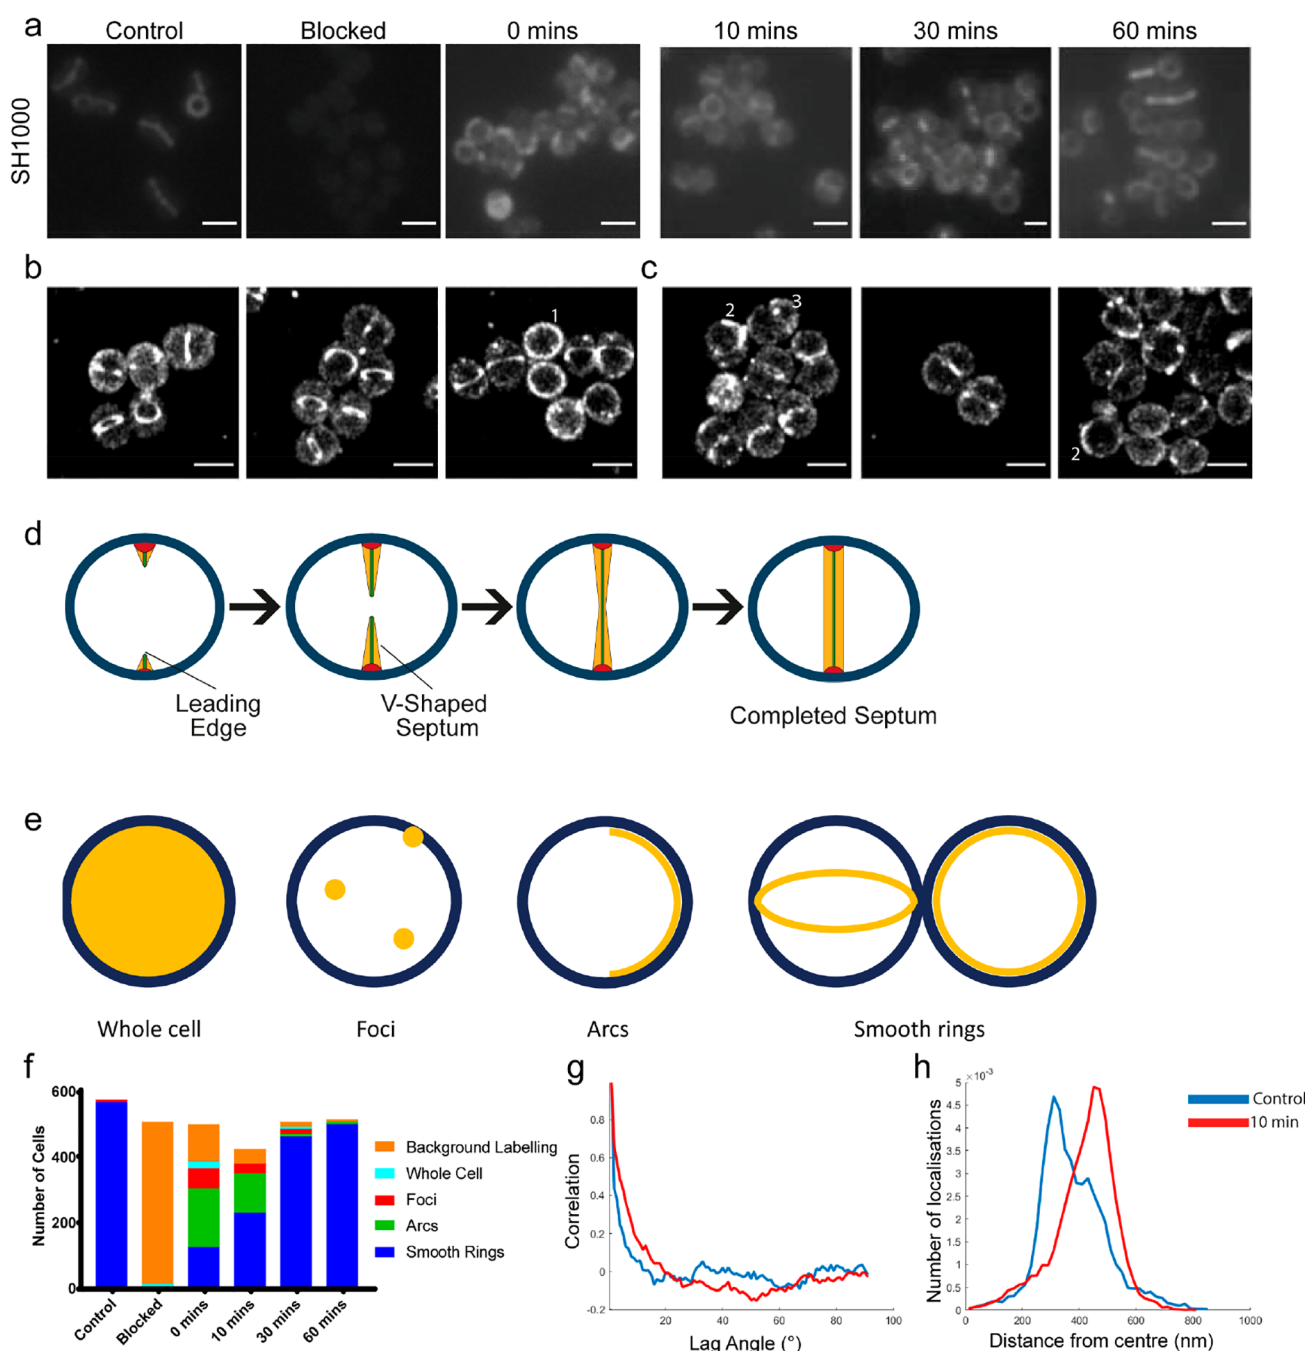 a
Control Blocked 0 mins 10 mins 30 mins 60 mins
SH1000
b c
1 2 3
2
d
Leading
Edge
V-Shaped
Septum
Completed Septum
e
Whole cell Foci Arcs Smooth rings
f
600
400
200
0
Number of Cells
Control Blocked 0 mins 10 mins 30 mins 60 mins
Background Labelling
Whole Cell
Foci
Arcs
Smooth Rings
g
0.8
0.6
0.4
0.2
0
-0.2
Correlation
20 40 60 80 100
Lag Angle (°)
h
×10⁻³
5
4.5
4
3.5
3
2.5
2
1.5
1
0.5
0
Number of localisations
0 200 400 600 800 1000
Distance from centre (nm)
Control
10 min